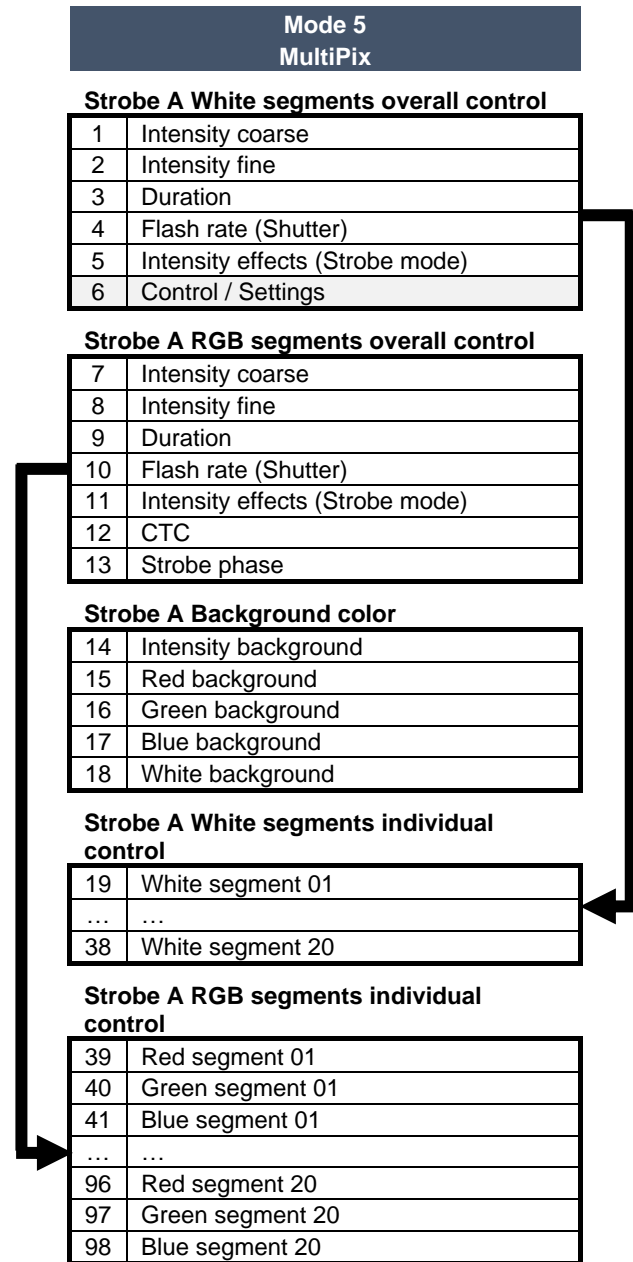 Mode 5
MultiPix
Strobe A White segments overall control
1 Intensity coarse
2 Intensity fine
3 Duration
4 Flash rate (Shutter)
5 Intensity effects (Strobe mode)
6 Control / Settings
Strobe A RGB segments overall control
7 Intensity coarse
8 Intensity fine
9 Duration
10 Flash rate (Shutter)
11 Intensity effects (Strobe mode)
12 CTC
13 Strobe phase
Strobe A Background color
14 Intensity background
15 Red background
16 Green background
17 Blue background
18 White background
Strobe A White segments individual
control
19 White segment 01
… …
38 White segment 20
Strobe A RGB segments individual
control
39 Red segment 01
40 Green segment 01
41 Blue segment 01
… …
96 Red segment 20
97 Green segment 20
98 Blue segment 20